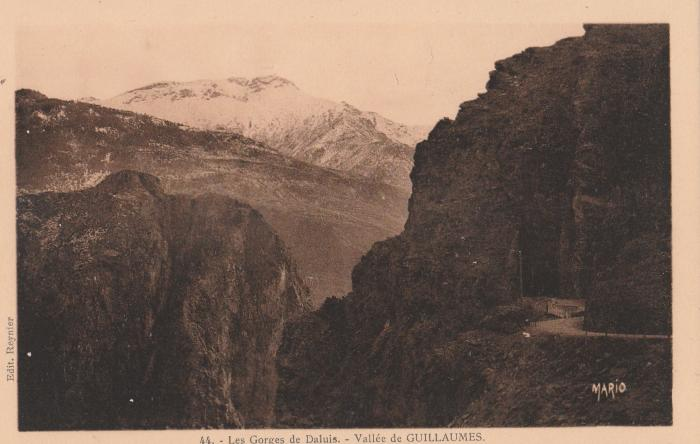 Edit. Reynier
MARIO
44. - Les Gorges de Daluis. - Vallée de GUILLAUMES.